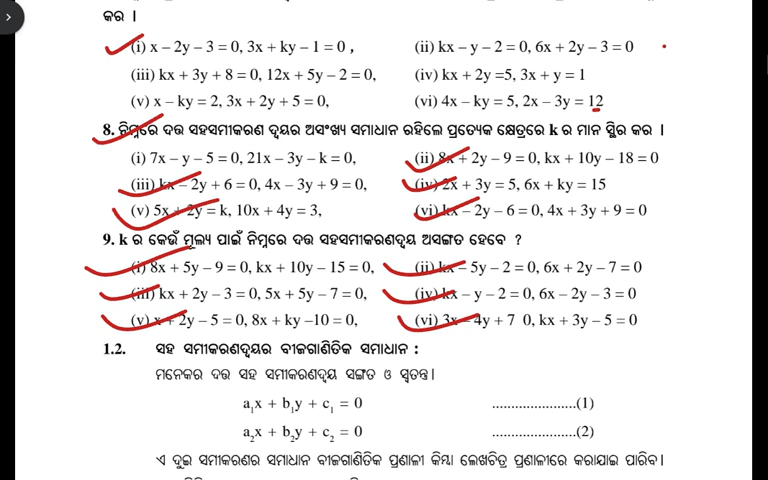 କର ।
(i) x – 2y – 3 = 0, 3x + ky – 1 = 0 , (ii) kx – y – 2 = 0, 6x + 2y – 3 = 0
(iii) kx + 3y + 8 = 0, 12x + 5y – 2 = 0, (iv) kx + 2y =5, 3x + y = 1
(v) x – ky = 2, 3x + 2y + 5 = 0, (vi) 4x – ky = 5, 2x – 3y = 12
8. ନିମ୍ନରେ ଦତ୍ତ ସହସମୀକରଣ ଦ୍ୱୟର ଅସଂଖ୍ୟ ସମାଧାନ ରହିଲେ ପ୍ରତ୍ୟେକ କ୍ଷେତ୍ରରେ k ର ମାନ ସ୍ଥିର କର ।
(i) 7x – y – 5 = 0, 21x – 3y – k = 0, (ii) 8x + 2y – 9 = 0, kx + 10y – 18 = 0
(iii) kx – 2y + 6 = 0, 4x – 3y + 9 = 0, (iv) 2x + 3y = 5, 6x + ky = 15
(v) 5x + 2y = k, 10x + 4y = 3, (vi) kx – 2y – 6 = 0, 4x + 3y + 9 = 0
9. k ର କେଉଁ ମୂଲ୍ୟ ପାଇଁ ନିମ୍ନରେ ଦତ୍ତ ସହସମୀକରଣଦ୍ୱୟ ଅସଙ୍ଗତ ହେବେ ?
(i) 8x + 5y – 9 = 0, kx + 10y – 15 = 0, (ii) kx – 5y – 2 = 0, 6x + 2y – 7 = 0
(iii) kx + 2y – 3 = 0, 5x + 5y – 7 = 0, (iv) kx – y – 2 = 0, 6x – 2y – 3 = 0
(v) x + 2y – 5 = 0, 8x + ky –10 = 0, (vi) 3x – 4y + 7 0, kx + 3y – 5 = 0
1.2. ସହ ସମୀକରଣଦ୍ୱୟର ବୀଜଗାଣିତିକ ସମାଧାନ :
ମନେକର ଦତ୍ତ ସହ ସମୀକରଣଦ୍ୱୟ ସଙ୍ଗତ ଓ ସ୍ୱତନ୍ତ୍ର ।
a₁x + b₁y + c₁ = 0 ......................(1)
a₂x + b₂y + c₂ = 0 ......................(2)
ଏ ଦୁଇ ସମୀକରଣର ସମାଧାନ ବୀଜଗାଣିତିକ ପ୍ରଣାଳୀ କିମ୍ବା ଲେଖଚିତ୍ର ପ୍ରଣାଳୀରେ କରାଯାଇ ପାରିବ ।